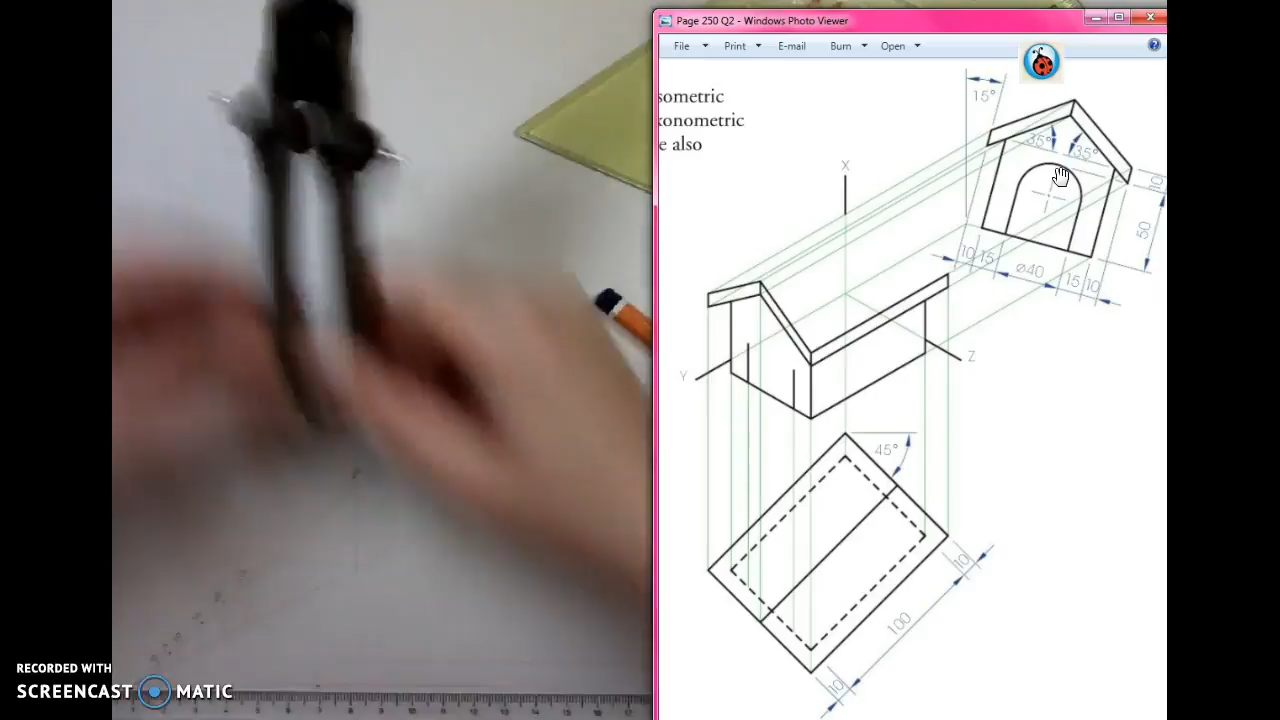 Page 250 Q2 - Windows Photo Viewer
File Print E-mail Burn Open
sometric
konometric
e also
15°
35° 35°
X
10
50
10 15 ø40 15 10
Y
Z
45°
10
100
10
RECORDED WITH
SCREENCAST MATIC